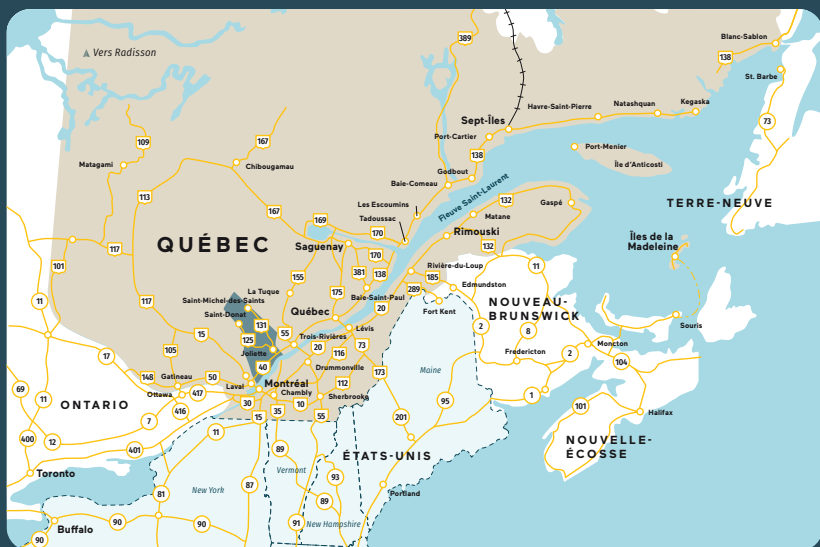 389
Blanc-Sablon
▲ Vers Radisson
138
St. Barbe
Havre-Saint-Pierre
Natashquan
Kegaska
Sept-Îles
73
Port-Cartier
109
167
Port-Menier
138
Matagami
Chibougamau
Île d'Anticosti
Godbout
Baie-Comeau
113
Fleuve Saint-Laurent
132
Gaspé
TERRE-NEUVE
Les Escoumins
167
Tadoussac
169
Matane
170
Rimouski
117
QUÉBEC
Saguenay
132
Îles de la
Madeleine
170
101
155
381
138
Rivière-du-Loup
11
185
Edmundston
289
La Tuque
175
Baie-Saint-Paul
11
117
Saint-Michel-des-Saints
20
NOUVEAU-
BRUNSWICK
Saint-Donat
Québec
Fort Kent
131
Lévis
2
8
Souris
15
55
125
Trois-Rivières
73
20
Moncton
105
Joliette
116
Fredericton
2
17
104
40
Drummonville
Maine
148
Gatineau
50
173
69
Laval
Montréal
112
Ottawa
417
Chambly
Sherbrooke
1
11
ONTARIO
416
30
10
95
101
35
Halifax
7
15
55
201
400
12
11
NOUVELLE-
ÉCOSSE
401
89
ÉTATS-UNIS
Toronto
Vermont
93
81
New York
87
Portland
89
Buffalo
90
90
91
New Hampshire
90